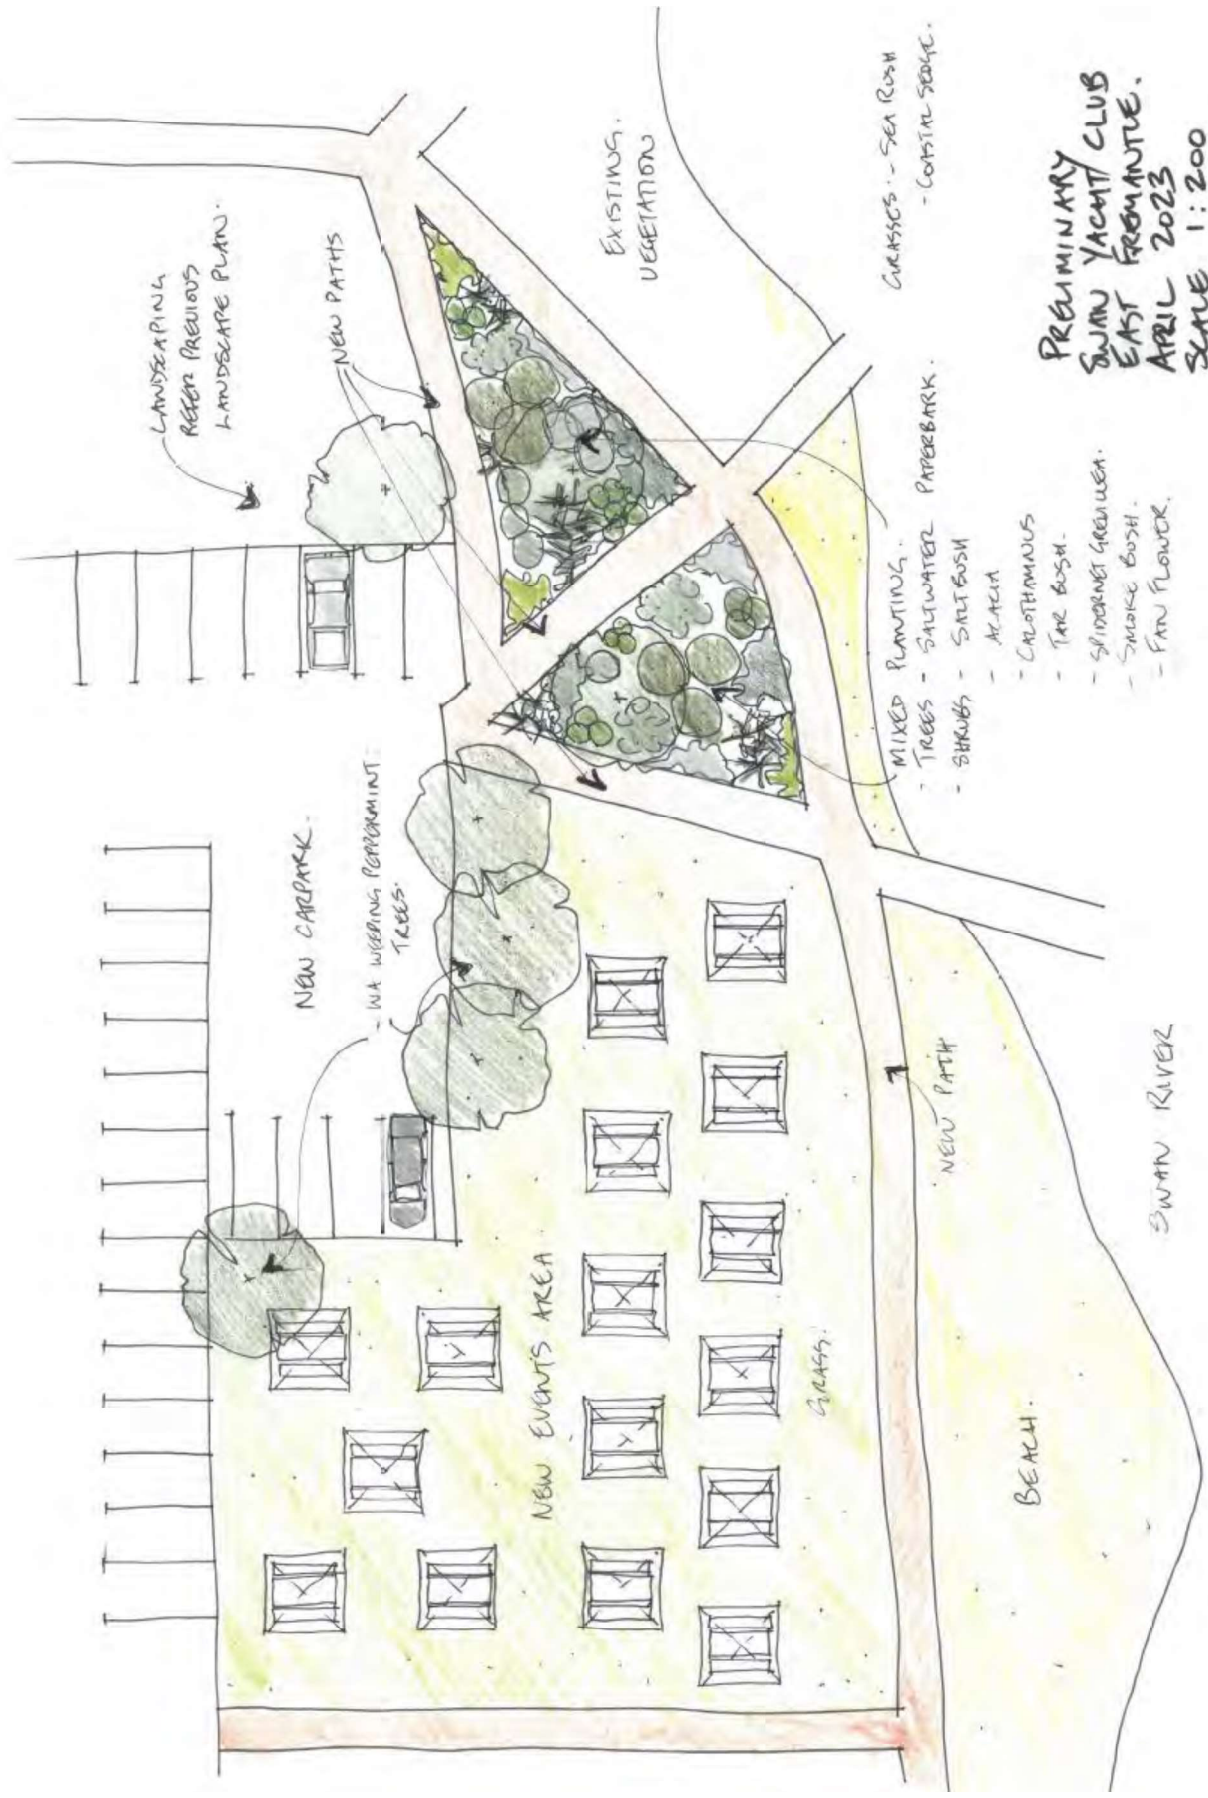 LANDSCAPING
REFER PREVIOUS
LANDSCAPE PLAN.
NEW PATHS
EXISTING.
VEGETATION
NEW CARPARK.
- WA WEEPING PEPPERMINT.
TREES.
NEW EVENTS AREA.
GRASS.
NEW PATH
BEACH.
SWAN RIVER
MIXED PLANTING.
- TREES - SALTWATER PAPERBARK.
- SHRUBS - SALTBUSH
- ACACIA
- CALOTHAMNUS
- TAR BUSH.
- SPIDERNET GREVILLEA.
- SMOKE BUSH.
- FAN FLOWER.
GRASSES. - SEA RUSH
- COASTAL SEDGE.
PRELIMINARY
SWAN YACHT CLUB
EAST FREMANTLE.
APRIL 2023
SCALE 1:200